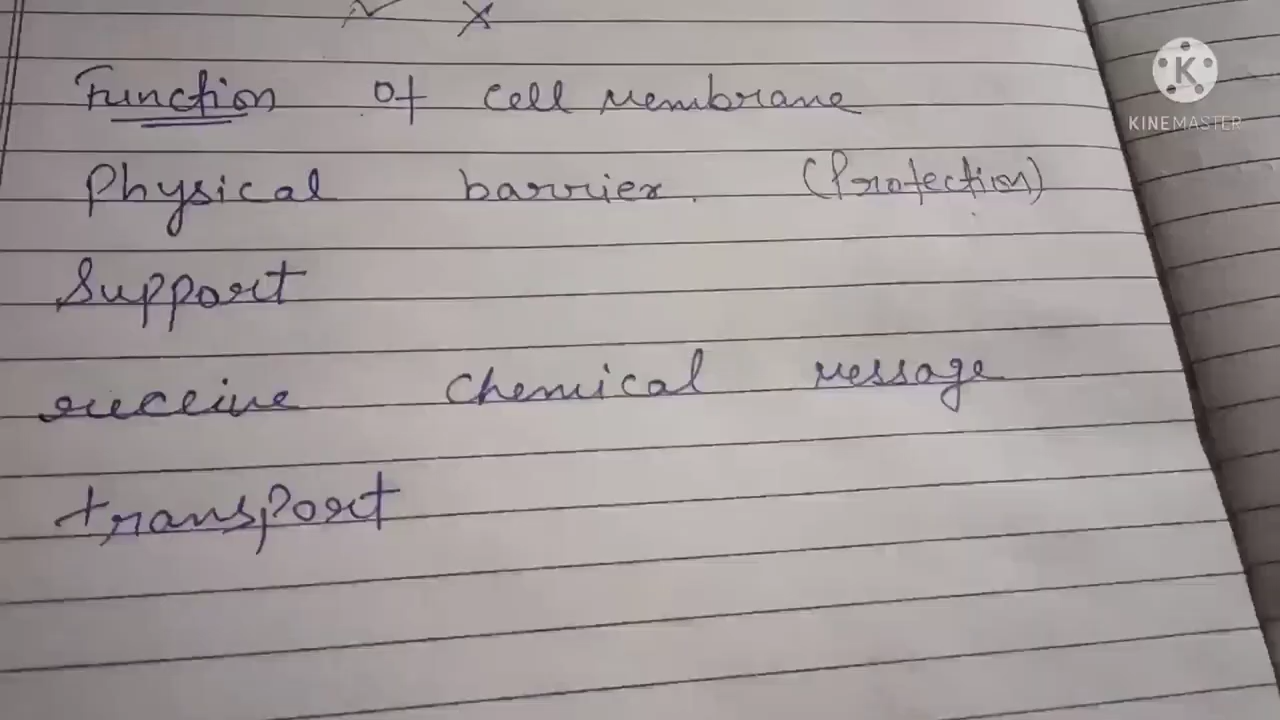 Function of cell membrane
Physical barrier. (Protection)
Support
receive Chemical message
transport
KINEMASTER